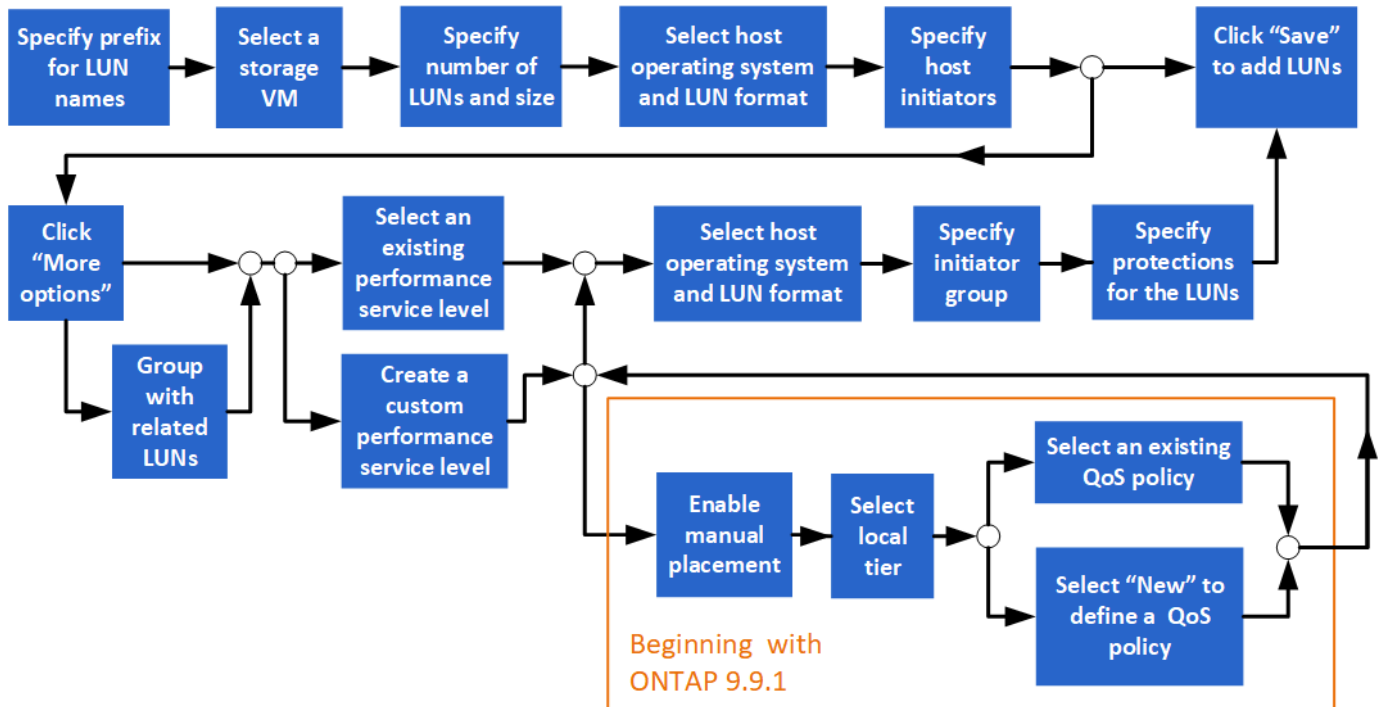 Specify prefix
for LUN
names
Select a
storage
VM
Specify
number of
LUNs and size
Select host
operating system
and LUN format
Specify
host
initiators
Click “Save”
to add LUNs
Click
“More
options”
Group
with
related
LUNs
Select an
existing
performance
service level
Create a
custom
performance
service level
Select host
operating system
and LUN format
Specify
initiator
group
Specify
protections
for the LUNs
Enable
manual
placement
Select
local
tier
Select an existing
QoS policy
Select “New” to
define a QoS
policy
Beginning with
ONTAP 9.9.1